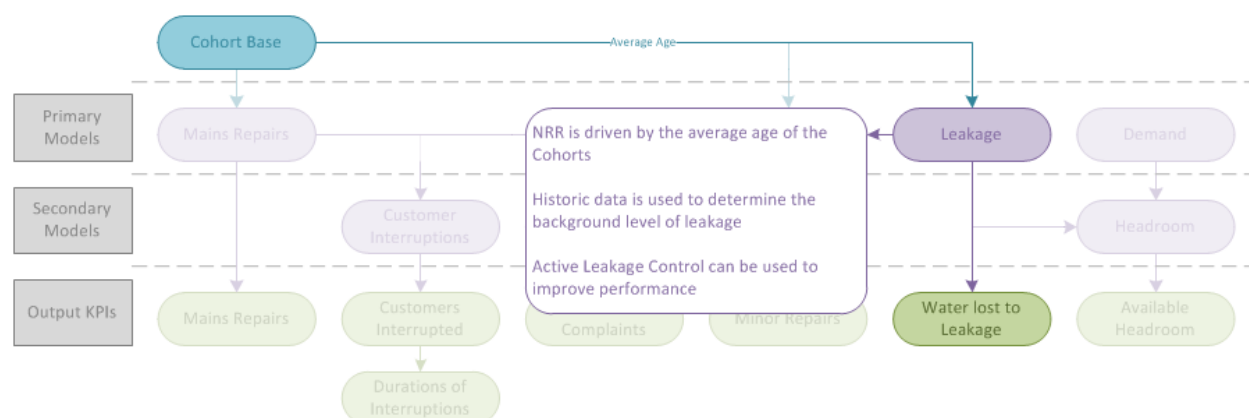 Cohort Base
Average Age
Primary
Models
Mains Repairs
NRR is driven by the average age of the
Cohorts
Historic data is used to determine the
background level of leakage
Active Leakage Control can be used to
improve performance
Leakage
Demand
Secondary
Models
Customer
Interruptions
Headroom
Output KPIs
Mains Repairs
Customers
Interrupted
Complaints
Minor Repairs
Water lost to
Leakage
Available
Headroom
Durations of
Interruptions